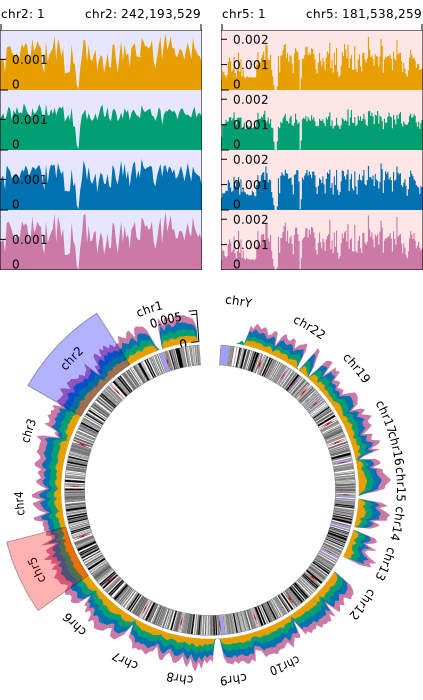 chr2: 1 chr2: 242,193,529 chr5: 1 chr5: 181,538,259
0.001
0
0.001
0
0.001
0
0.001
0
0.002
0.001
0
0.002
0.001
0
0.002
0.001
0
0.002
0.001
0
chr1
0.005
0
chrY
chr22
chr19
chr17
chr16
chr15
chr14
chr13
chr12
chr10
chr9
chr8
chr7
chr6
chr5
chr4
chr3
chr2